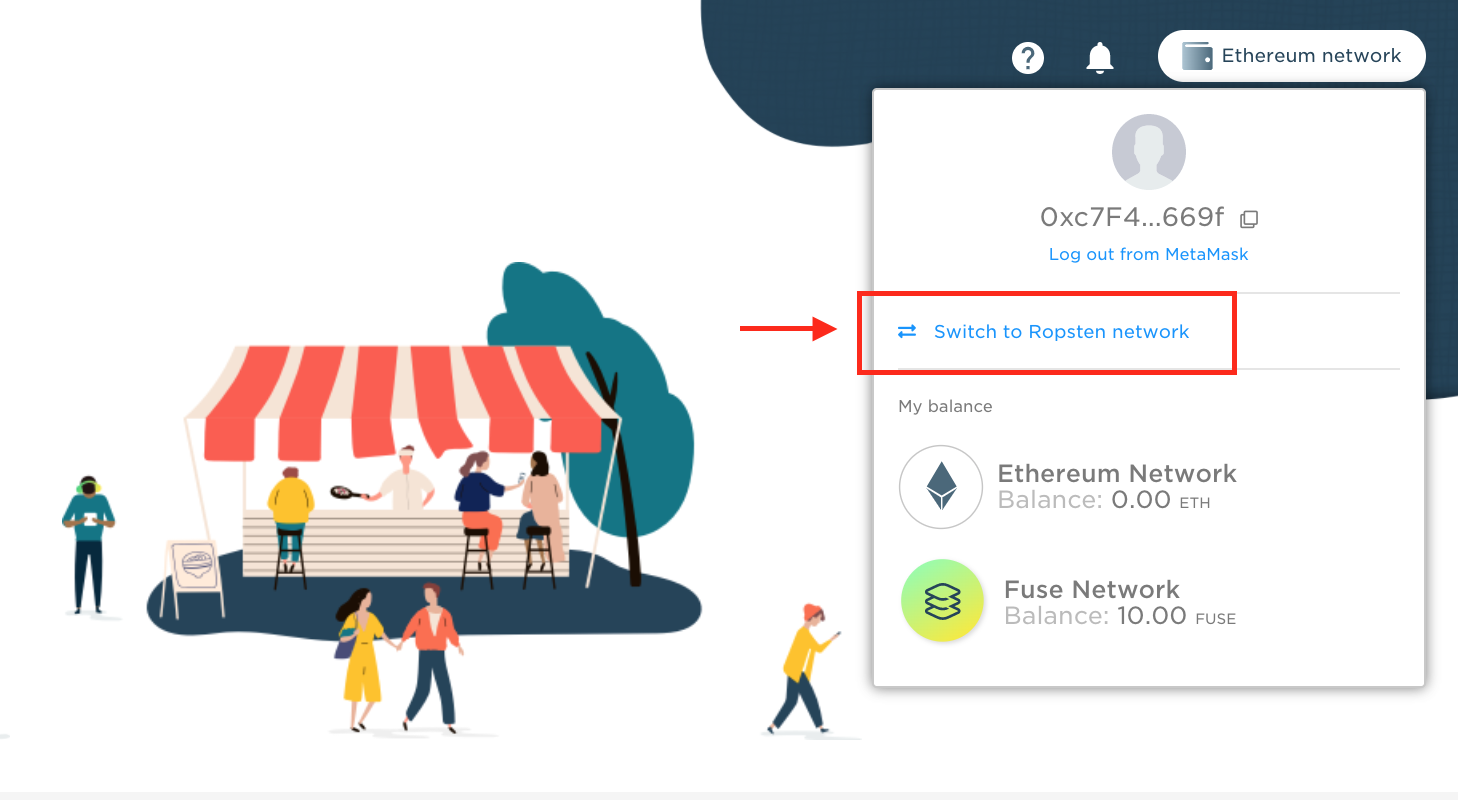 ?
Ethereum network
0xc7F4...669f
Log out from MetaMask
Switch to Ropsten network
My balance
Ethereum Network
Balance: 0.00 ETH
Fuse Network
Balance: 10.00 FUSE